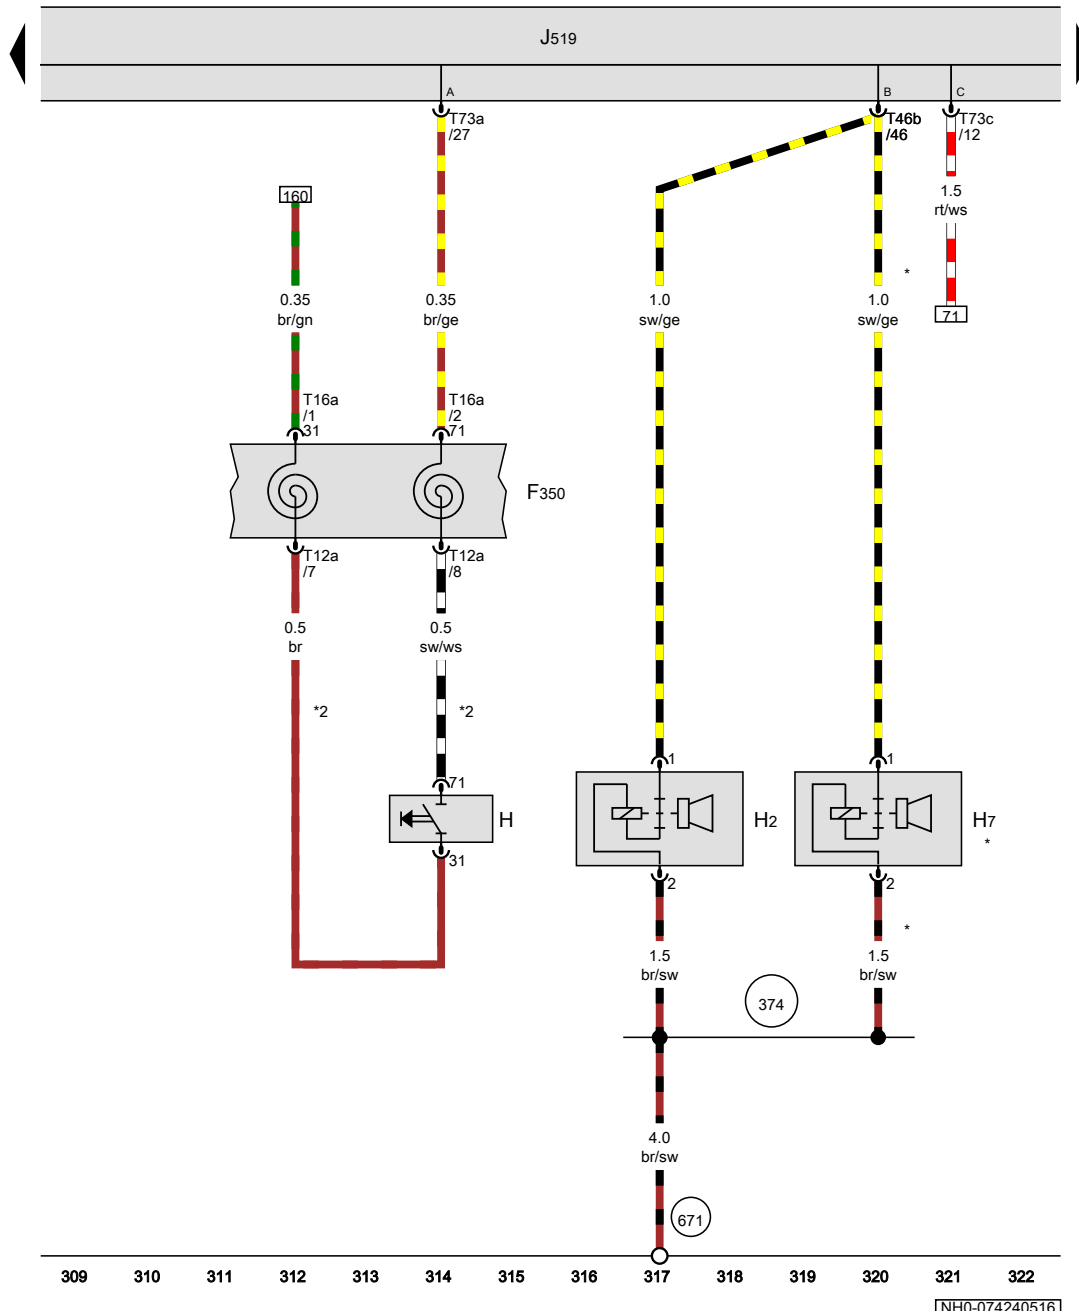 J519
A
B
C
T73a
/27
T46b
/46
T73c
/12
160
1.5
rt/ws
*
0.35
br/gn
0.35
br/ge
1.0
sw/ge
1.0
sw/ge
71
T16a
/1
31
T16a
/2
71
F350
T12a
/7
T12a
/8
0.5
br
0.5
sw/ws
*2
*2
71
1
1
H
H2
H7
*
31
2
2
*
1.5
br/sw
1.5
br/sw
374
4.0
br/sw
671
309 310 311 312 313 314 315 316 317 318 319 320 321 322
NH0-074240516